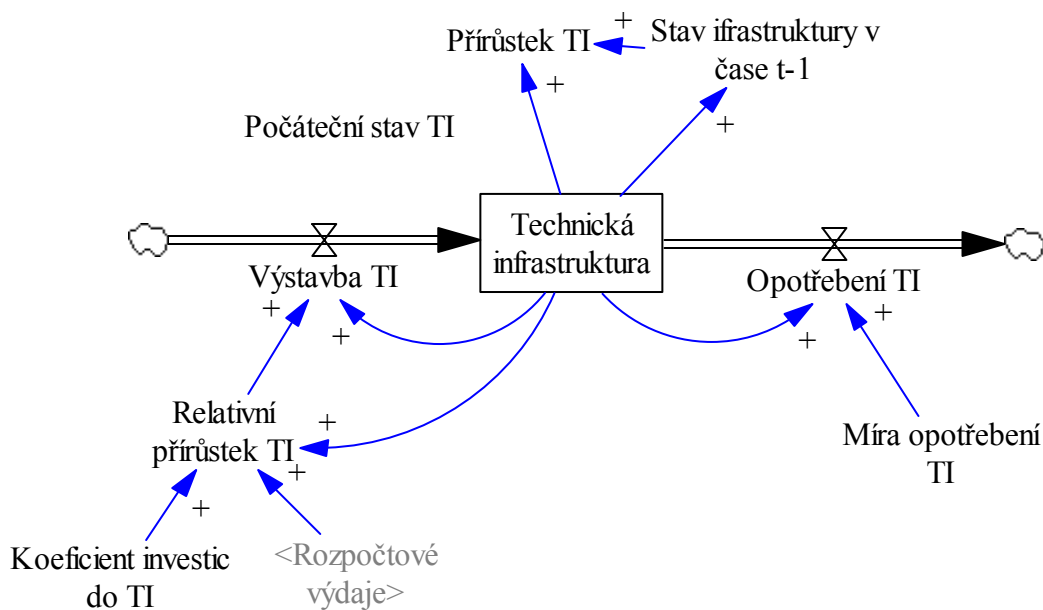 Přírůstek TI
+
Stav ifrastruktury v
čase t-1
+
+
Počáteční stav TI
Technická
infrastruktura
Výstavba TI
Opotřebení TI
+
+
+
+
Relativní
přírůstek TI
+
+
+
Míra opotřebení
TI
Koeficient investic
do TI
<Rozpočtové
výdaje>